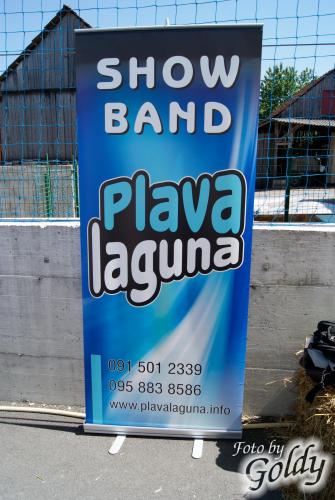 SHOW
BAND
Plava
laguna
091 501 2339
095 883 8586
www.plavalaguna.info
Foto by
Goldy